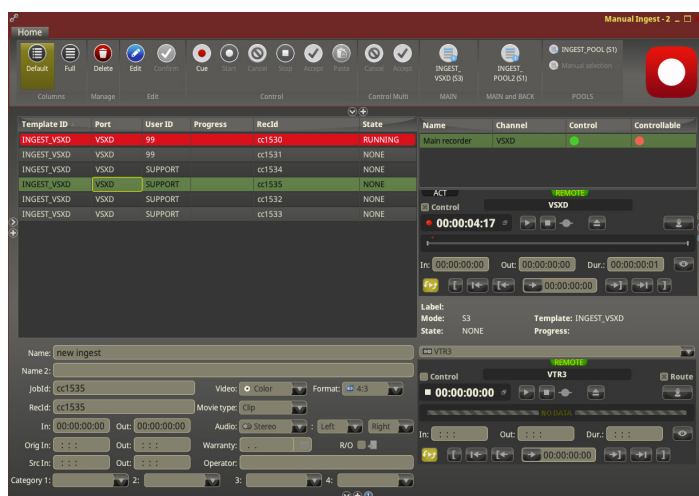 Manual Ingest - 2
Home
Default Full Delete Edit Confirm Cue Start Cancel Stop Accept Paste Cancel Accept INGEST_ VSXD (S3) INGEST_ POOL2 (S1) INGEST_POOL (S1)
Manual selection
Columns Manage Edit Control Control Multi MAIN MAIN and BACK POOLS
Template ID Port User ID Progress RecId State
INGEST_VSXD VSXD 99 cc1530 RUNNING
INGEST_VSXD VSXD 99 cc1531 NONE
INGEST_VSXD VSXD SUPPORT cc1534 NONE
INGEST_VSXD VSXD SUPPORT cc1535 NONE
INGEST_VSXD VSXD SUPPORT cc1532 NONE
INGEST_VSXD VSXD SUPPORT cc1533 NONE
Name Channel Control Controllable
Main recorder VSXD
ACT REMOTE
Control VSXD
00:00:04:17
In: 00:00:00:00 Out: 00:00:00:00 Dur.: 00:00:00:01
00:00:00:00
Label:
Mode: S3 Template: INGEST_VSXD
State: NONE Progress:
Name: new ingest
Name 2:
JobId: cc1535 Video: Color Format: 4:3
RecId: cc1535 Movie type: Clip
In: 00:00:00:00 Out: 00:00:00:00 Audio: Stereo : Left Right
Orig In: : : : Out: : : : Warranty: . . R/O
Src In: : : : Out: : : : Operator:
Category 1: 2: 3: 4:
VTR3
REMOTE
Control VTR3 Route
00:00:00:00
NO DATA
In: : : : Out: : : : Dur.: : : :
00:00:00:00